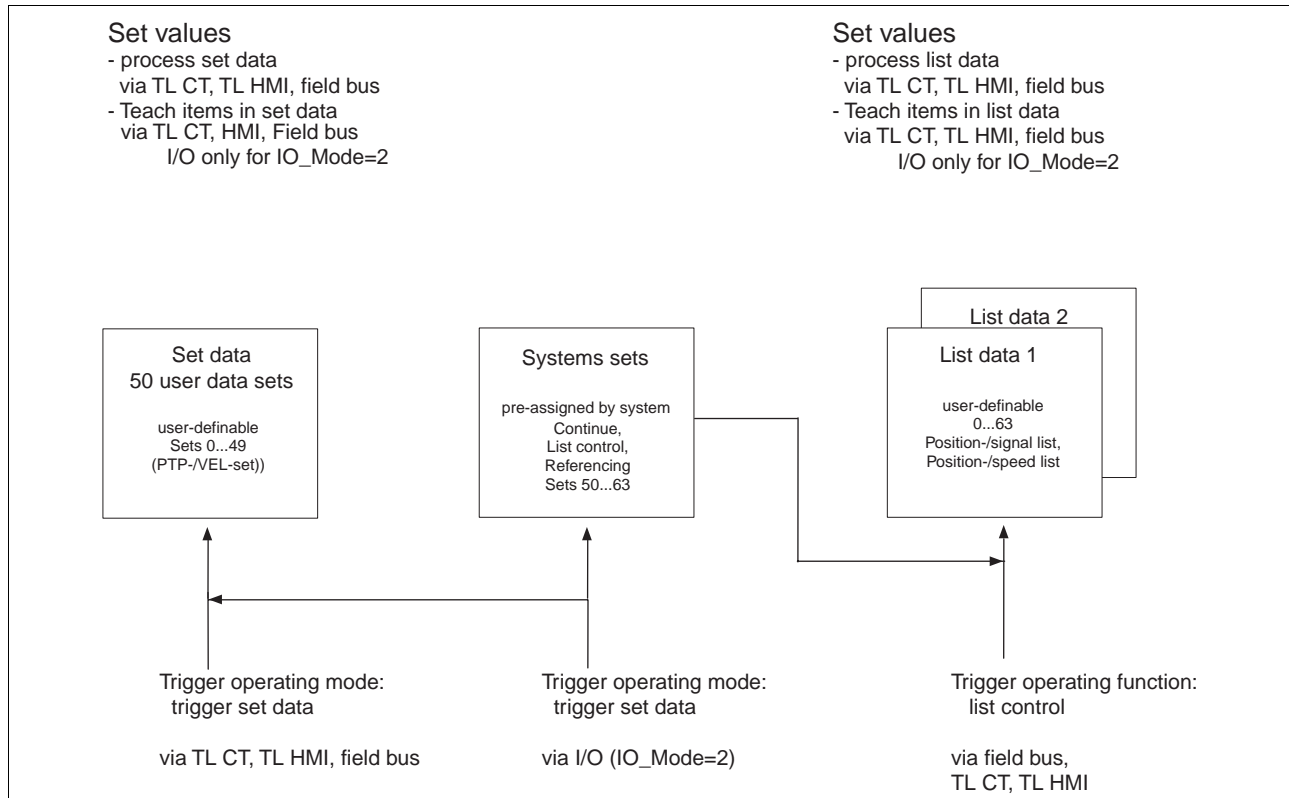 Set values
- process set data
via TL CT, TL HMI, field bus
- Teach items in set data
via TL CT, HMI, Field bus
I/O only for IO_Mode=2
Set values
- process list data
via TL CT, TL HMI, field bus
- Teach items in list data
via TL CT, TL HMI, field bus
I/O only for IO_Mode=2
Set data
50 user data sets
user-definable
Sets 0...49
(PTP-/VEL-set))
Systems sets
pre-assigned by system
Continue,
List control,
Referencing
Sets 50...63
List data 2
List data 1
user-definable
0...63
Position-/signal list,
Position-/speed list
Trigger operating mode:
trigger set data
via TL CT, TL HMI, field bus
Trigger operating mode:
trigger set data
via I/O (IO_Mode=2)
Trigger operating function:
list control
via field bus,
TL CT, TL HMI